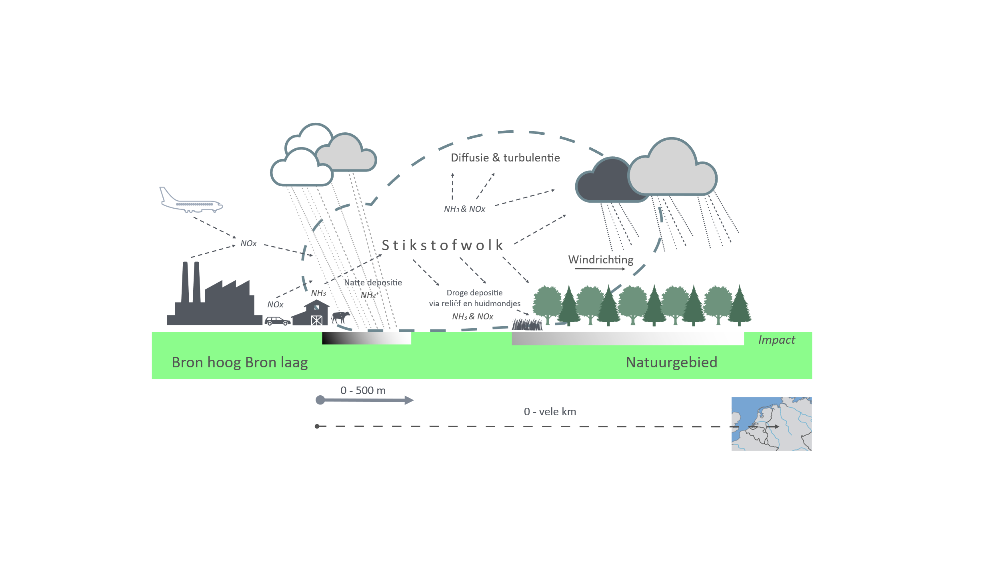 Diffusie & turbulentie
NH₃ & NOx
NOx
Stikstofwolk
Windrichting
Natte depositie
NH₄⁺
NH₃
NOx
Droge depositie
via reliëf en huidmondjes
NH₃ & NOx
Impact
Bron hoog Bron laag
Natuurgebied
0 - 500 m
0 - vele km